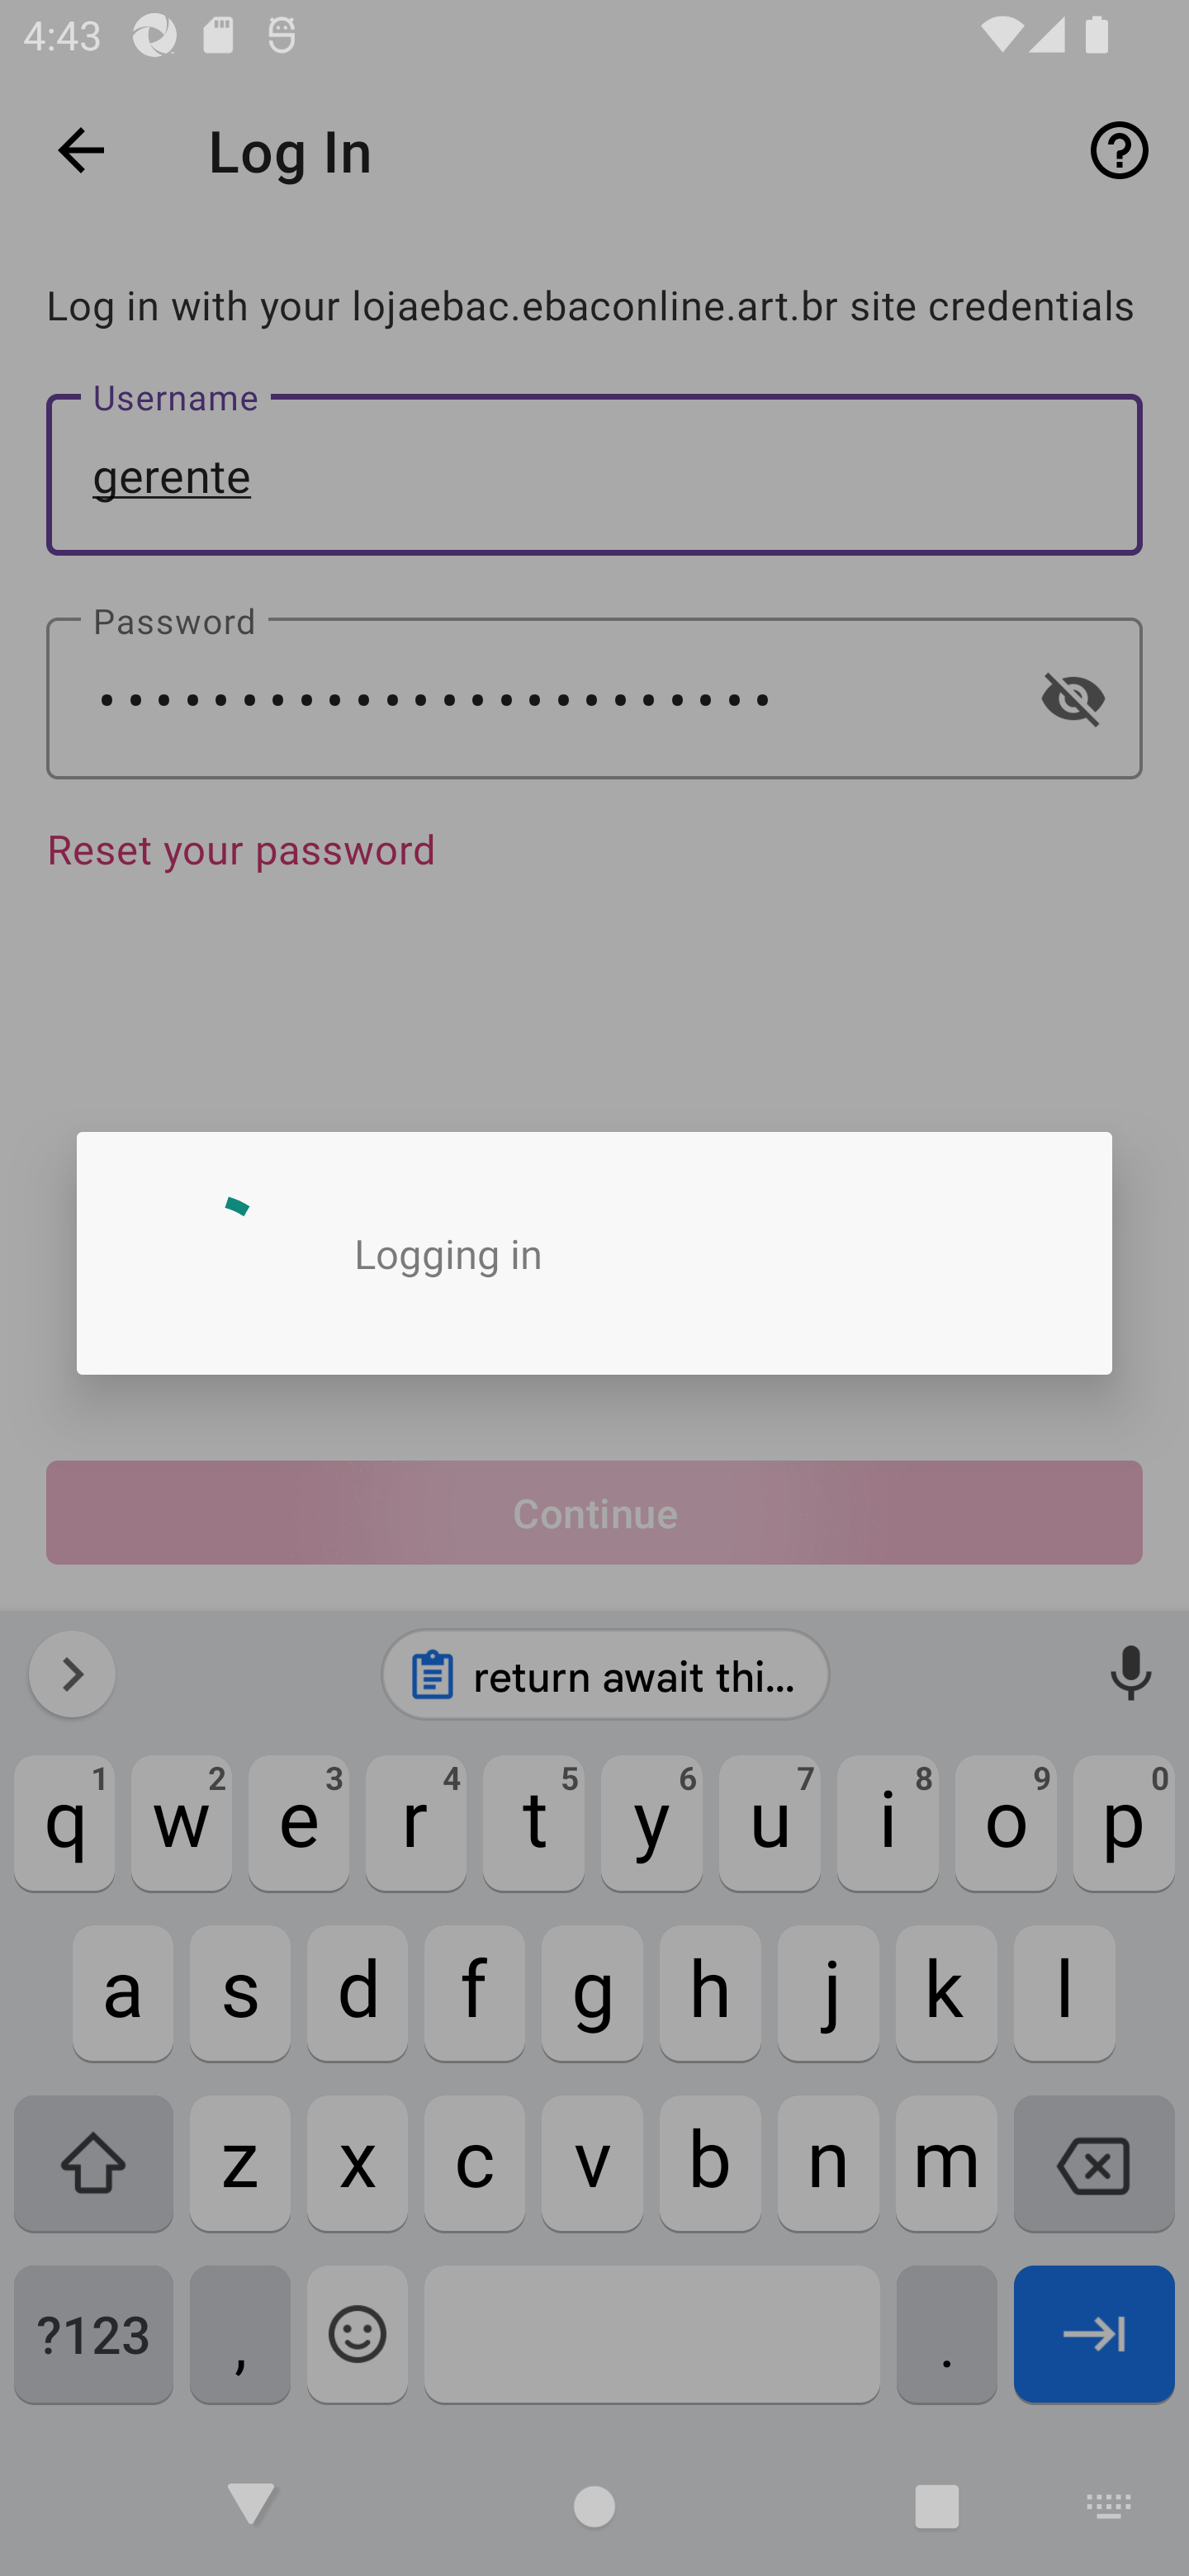 4:43
Log In
Log in with your lojaebac.ebaconline.art.br site credentials
Username
gerente
Password
•••••••••••••••••••••••• 
Reset your password
Logging in
Continue
return await thi...
1 2 3 4 5 6 7 8 9 0
q w e r t y u i o p
a s d f g h j k l
z x c v b n m
?123 , .